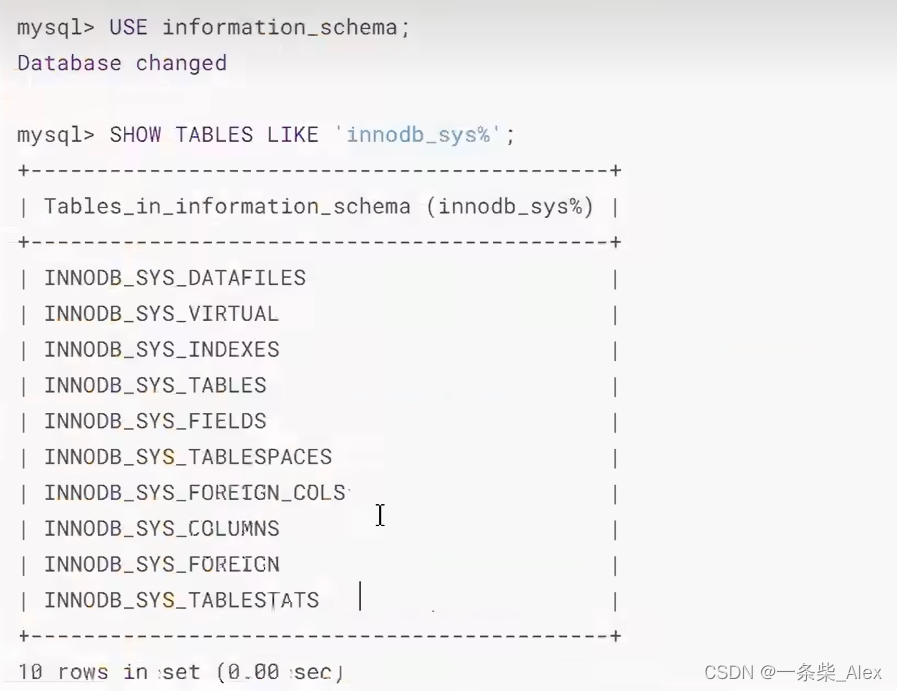 mysql> USE information_schema;
Database changed
mysql> SHOW TABLES LIKE 'innodb_sys%';
+--------------------------------------------+
| Tables_in_information_schema (innodb_sys%) |
+--------------------------------------------+
| INNODB_SYS_DATAFILES |
| INNODB_SYS_VIRTUAL |
| INNODB_SYS_INDEXES |
| INNODB_SYS_TABLES |
| INNODB_SYS_FIELDS |
| INNODB_SYS_TABLESPACES |
| INNODB_SYS_FOREIGN_COLS |
| INNODB_SYS_COLUMNS |
| INNODB_SYS_FOREIGN |
| INNODB_SYS_TABLESTATS |
+--------------------------------------------+
10 rows in set (0.00 sec)
CSDN @一条柴_Alex